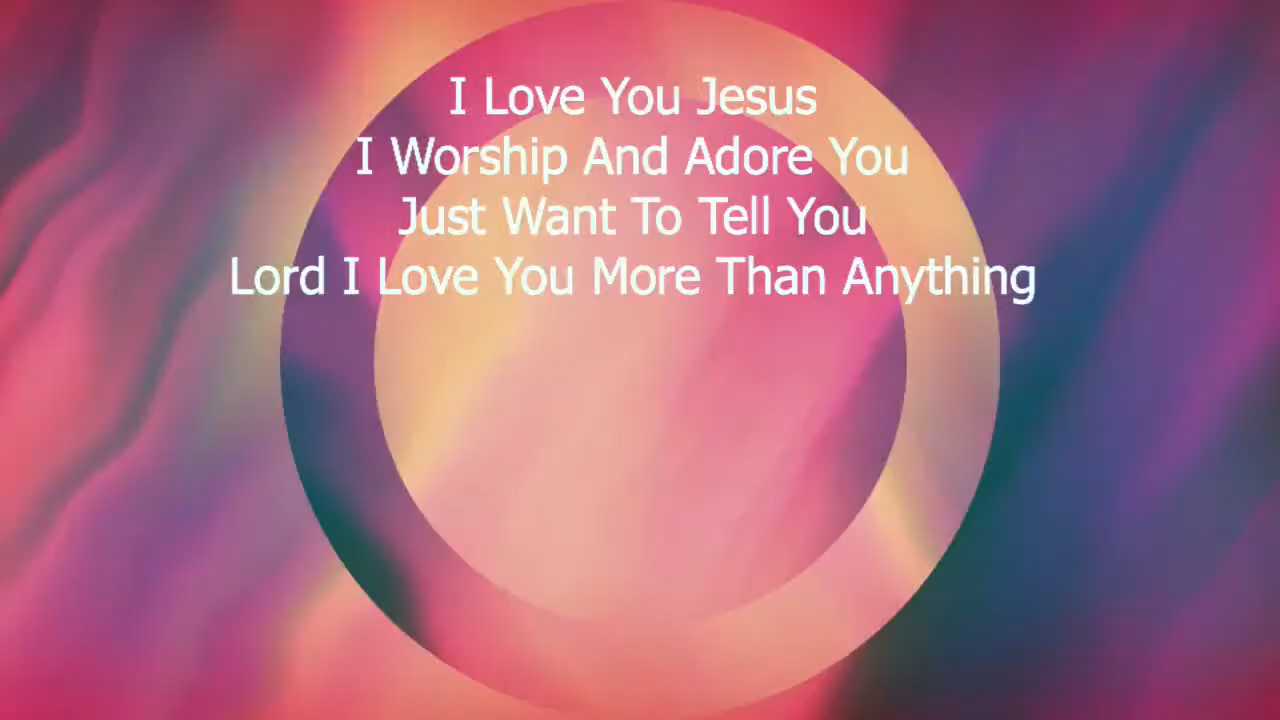 I Love You Jesus
I Worship And Adore You
Just Want To Tell You
Lord I Love You More Than Anything